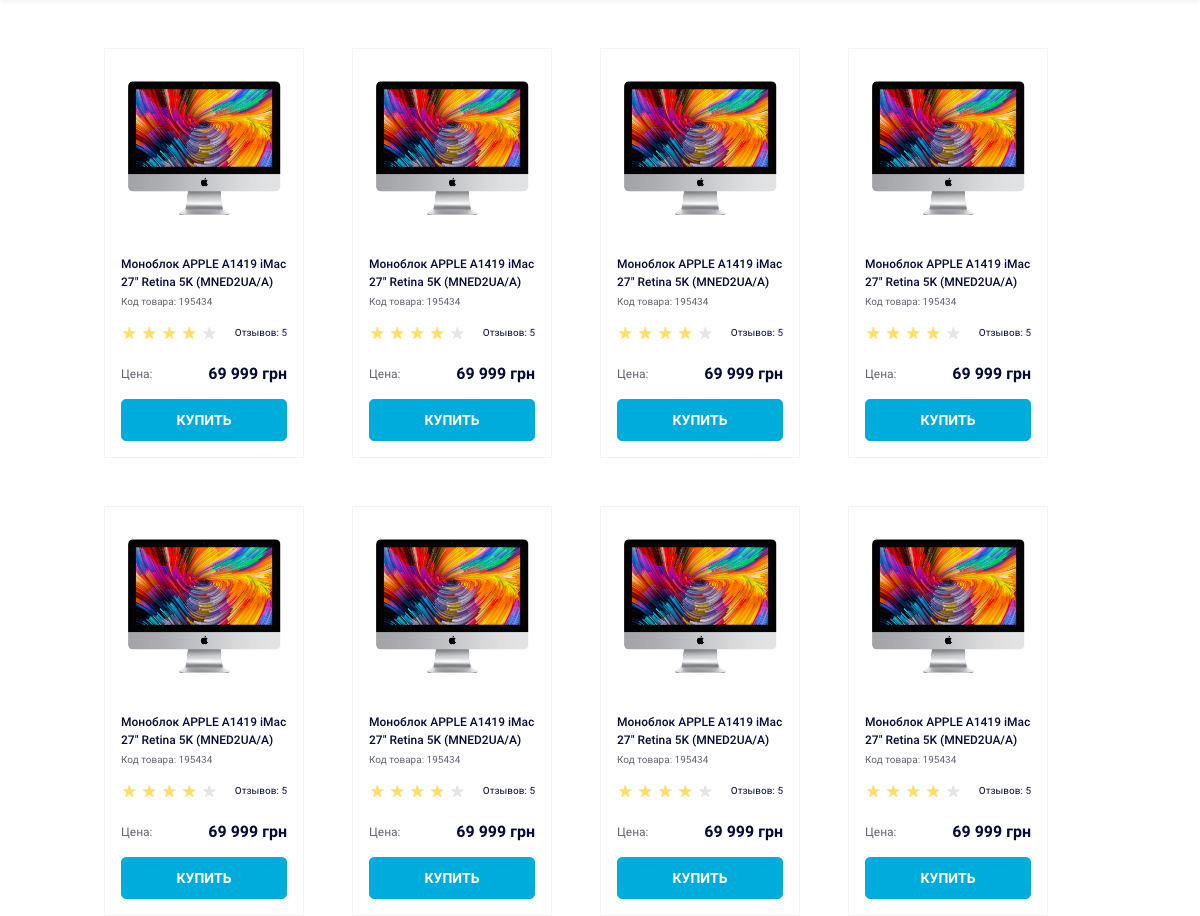 Моноблок APPLE A1419 iMac
27" Retina 5K (MNED2UA/A)
Код товара: 195434
Отзывов: 5
Цена: 69 999 грн
КУПИТЬ
Моноблок APPLE A1419 iMac
27" Retina 5K (MNED2UA/A)
Код товара: 195434
Отзывов: 5
Цена: 69 999 грн
КУПИТЬ
Моноблок APPLE A1419 iMac
27" Retina 5K (MNED2UA/A)
Код товара: 195434
Отзывов: 5
Цена: 69 999 грн
КУПИТЬ
Моноблок APPLE A1419 iMac
27" Retina 5K (MNED2UA/A)
Код товара: 195434
Отзывов: 5
Цена: 69 999 грн
КУПИТЬ
Моноблок APPLE A1419 iMac
27" Retina 5K (MNED2UA/A)
Код товара: 195434
Отзывов: 5
Цена: 69 999 грн
КУПИТЬ
Моноблок APPLE A1419 iMac
27" Retina 5K (MNED2UA/A)
Код товара: 195434
Отзывов: 5
Цена: 69 999 грн
КУПИТЬ
Моноблок APPLE A1419 iMac
27" Retina 5K (MNED2UA/A)
Код товара: 195434
Отзывов: 5
Цена: 69 999 грн
КУПИТЬ
Моноблок APPLE A1419 iMac
27" Retina 5K (MNED2UA/A)
Код товара: 195434
Отзывов: 5
Цена: 69 999 грн
КУПИТЬ